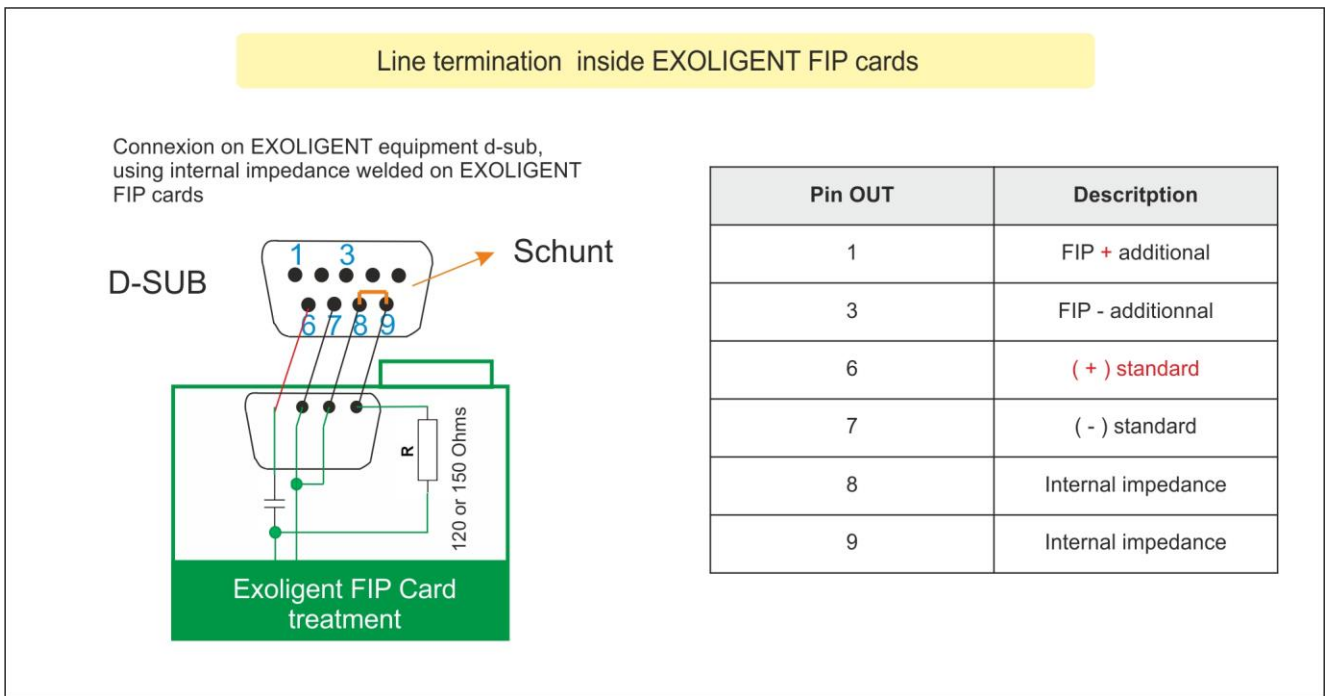 Line termination inside EXOLIGENT FIP cards
Connexion on EXOLIGENT equipment d-sub,
using internal impedance welded on EXOLIGENT
FIP cards
D-SUB
1 3
Schunt
6 7 8 9
R
120 or 150 Ohms
Exoligent FIP Card
treatment
Pin OUT Descritption
1 FIP + additional
3 FIP - additionnal
6 ( + ) standard
7 ( - ) standard
8 Internal impedance
9 Internal impedance